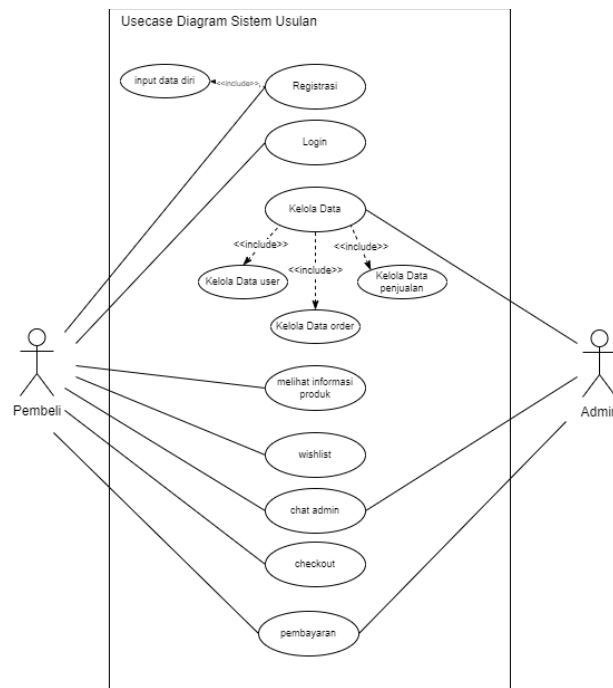 Usecase Diagram Sistem Usulan
input data diri
<<include>>
Registrasi
Login
Kelola Data
<<include>>
<<include>>
<<include>>
Kelola Data user
Kelola Data
penjualan
Kelola Data order
Pembeli
Admin
melihat informasi
produk
wishlist
chat admin
checkout
pembayaran